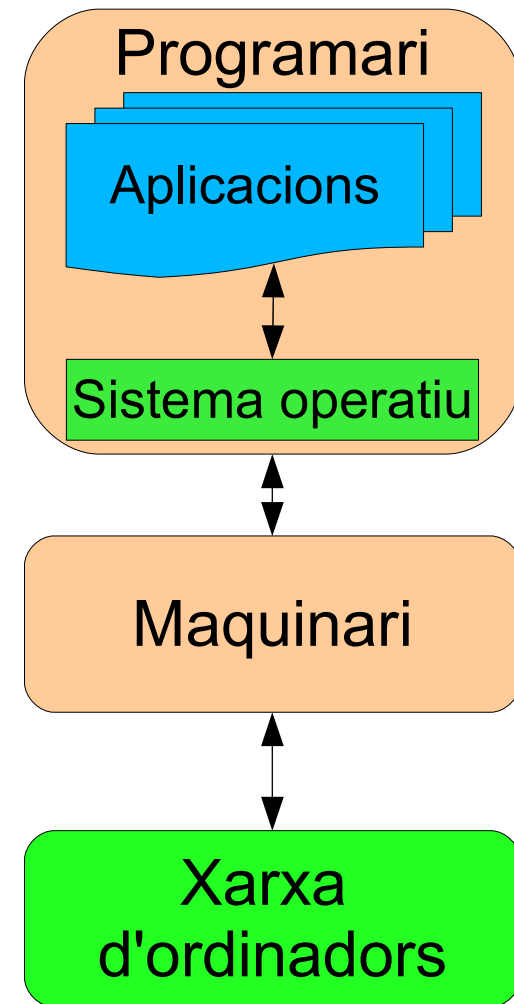 Programari
Aplicacions
Sistema operatiu
Maquinari
Xarxa
d'ordinadors